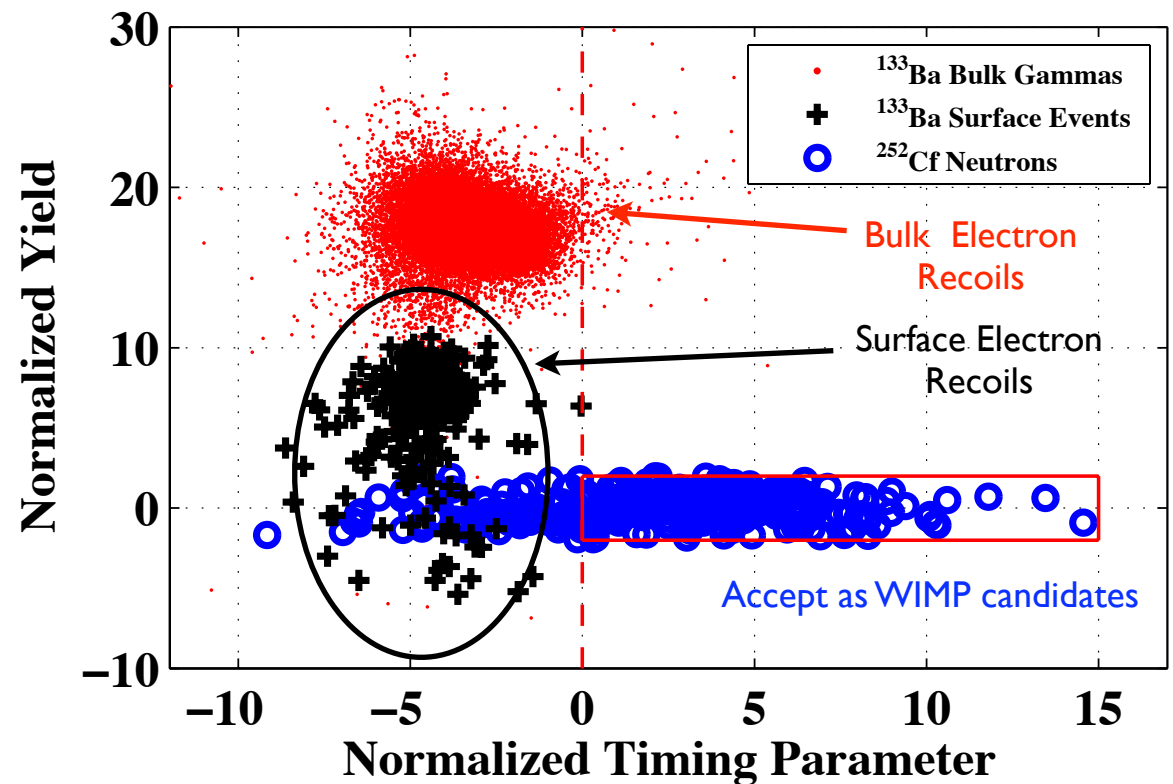 30
20
10
0
−10
Normalized Yield
133Ba Bulk Gammas
133Ba Surface Events
252Cf Neutrons
Bulk Electron
Recoils
Surface Electron
Recoils
Accept as WIMP candidates
−10 −5 0 5 10 15
Normalized Timing Parameter